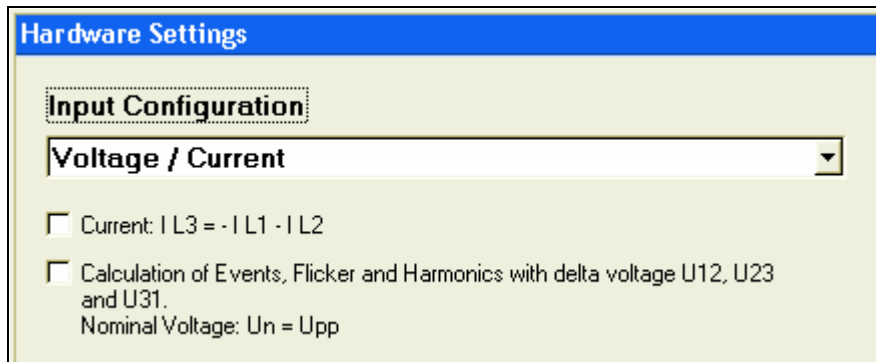 Hardware Settings
Input Configuration
Voltage / Current
Current: I L3 = - I L1 - I L2
Calculation of Events, Flicker and Harmonics with delta voltage U12, U23
and U31.
Nominal Voltage: Un = Upp